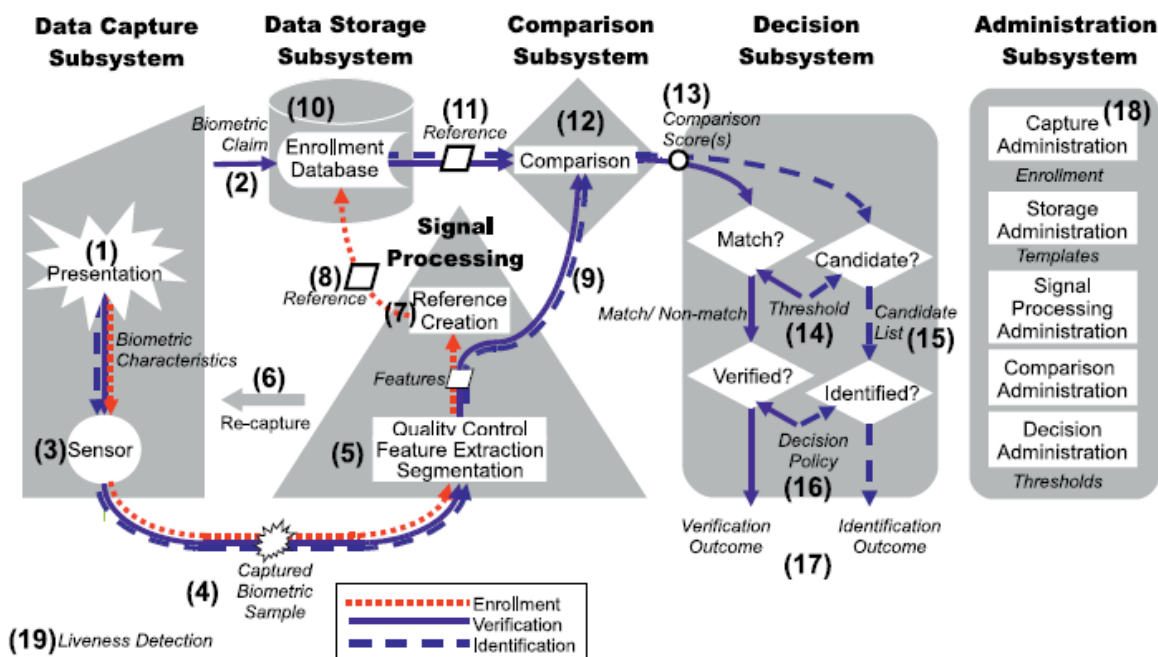 Data Capture
Subsystem
Data Storage
Subsystem
Comparison
Subsystem
Decision
Subsystem
Administration
Subsystem
(1)
Presentation
Biometric
Characteristics
(3) Sensor
Biometric
Claim
(2)
(10)
Enrollment
Database
(11)
Reference
(12)
Comparison
(13)
Comparison
Score(s)
Signal
Processing
(8)
Reference
(7)
Reference
Creation
(9)
Features
(6)
Re-capture
(5)
Quality Control
Feature Extraction
Segmentation
(4)
Captured
Biometric
Sample
Match?
Candidate?
Match/ Non-match
Threshold
(14)
Candidate
List
(15)
Verified?
Identified?
Decision
Policy
(16)
Verification
Outcome
Identification
Outcome
(17)
(18)
Capture
Administration
Enrollment
Storage
Administration
Templates
Signal
Processing
Administration
Comparison
Administration
Decision
Administration
Thresholds
Enrollment
Verification
Identification
(19) Liveness Detection